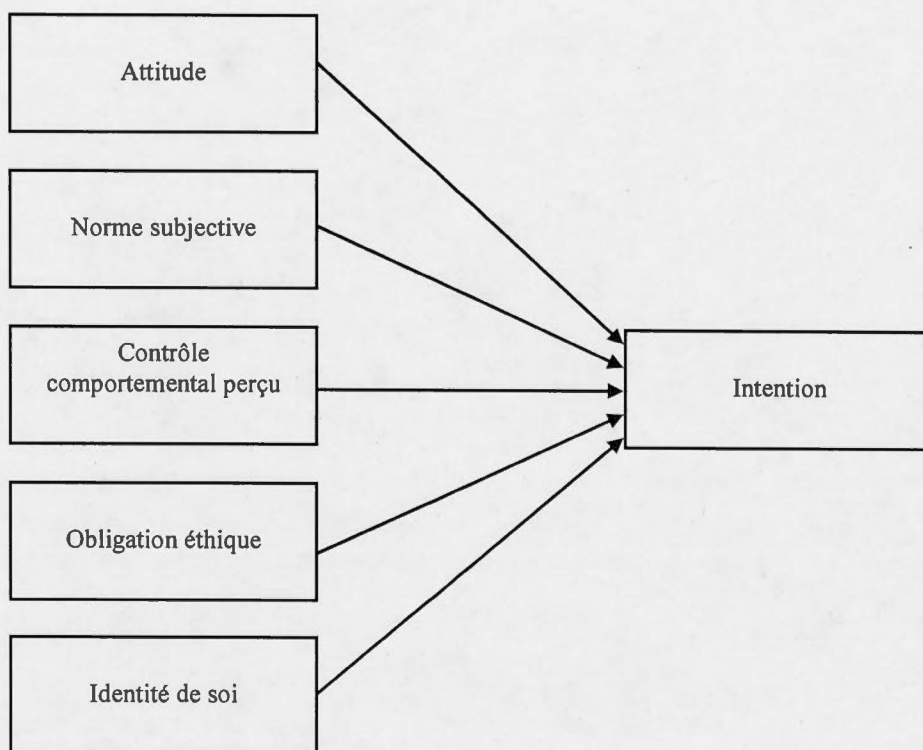 Attitude
Norme subjective
Contrôle
comportemental perçu
Obligation éthique
Identité de soi
Intention